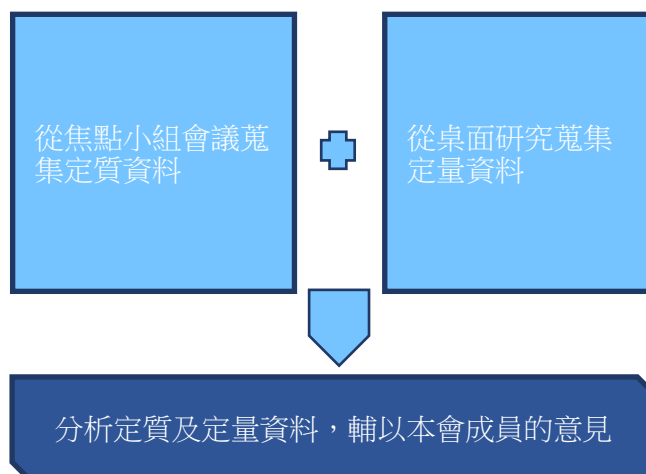 從焦點小組會議蒐
集定質資料
從桌面研究蒐集
定量資料
分析定質及定量資料，輔以本會成員的意見